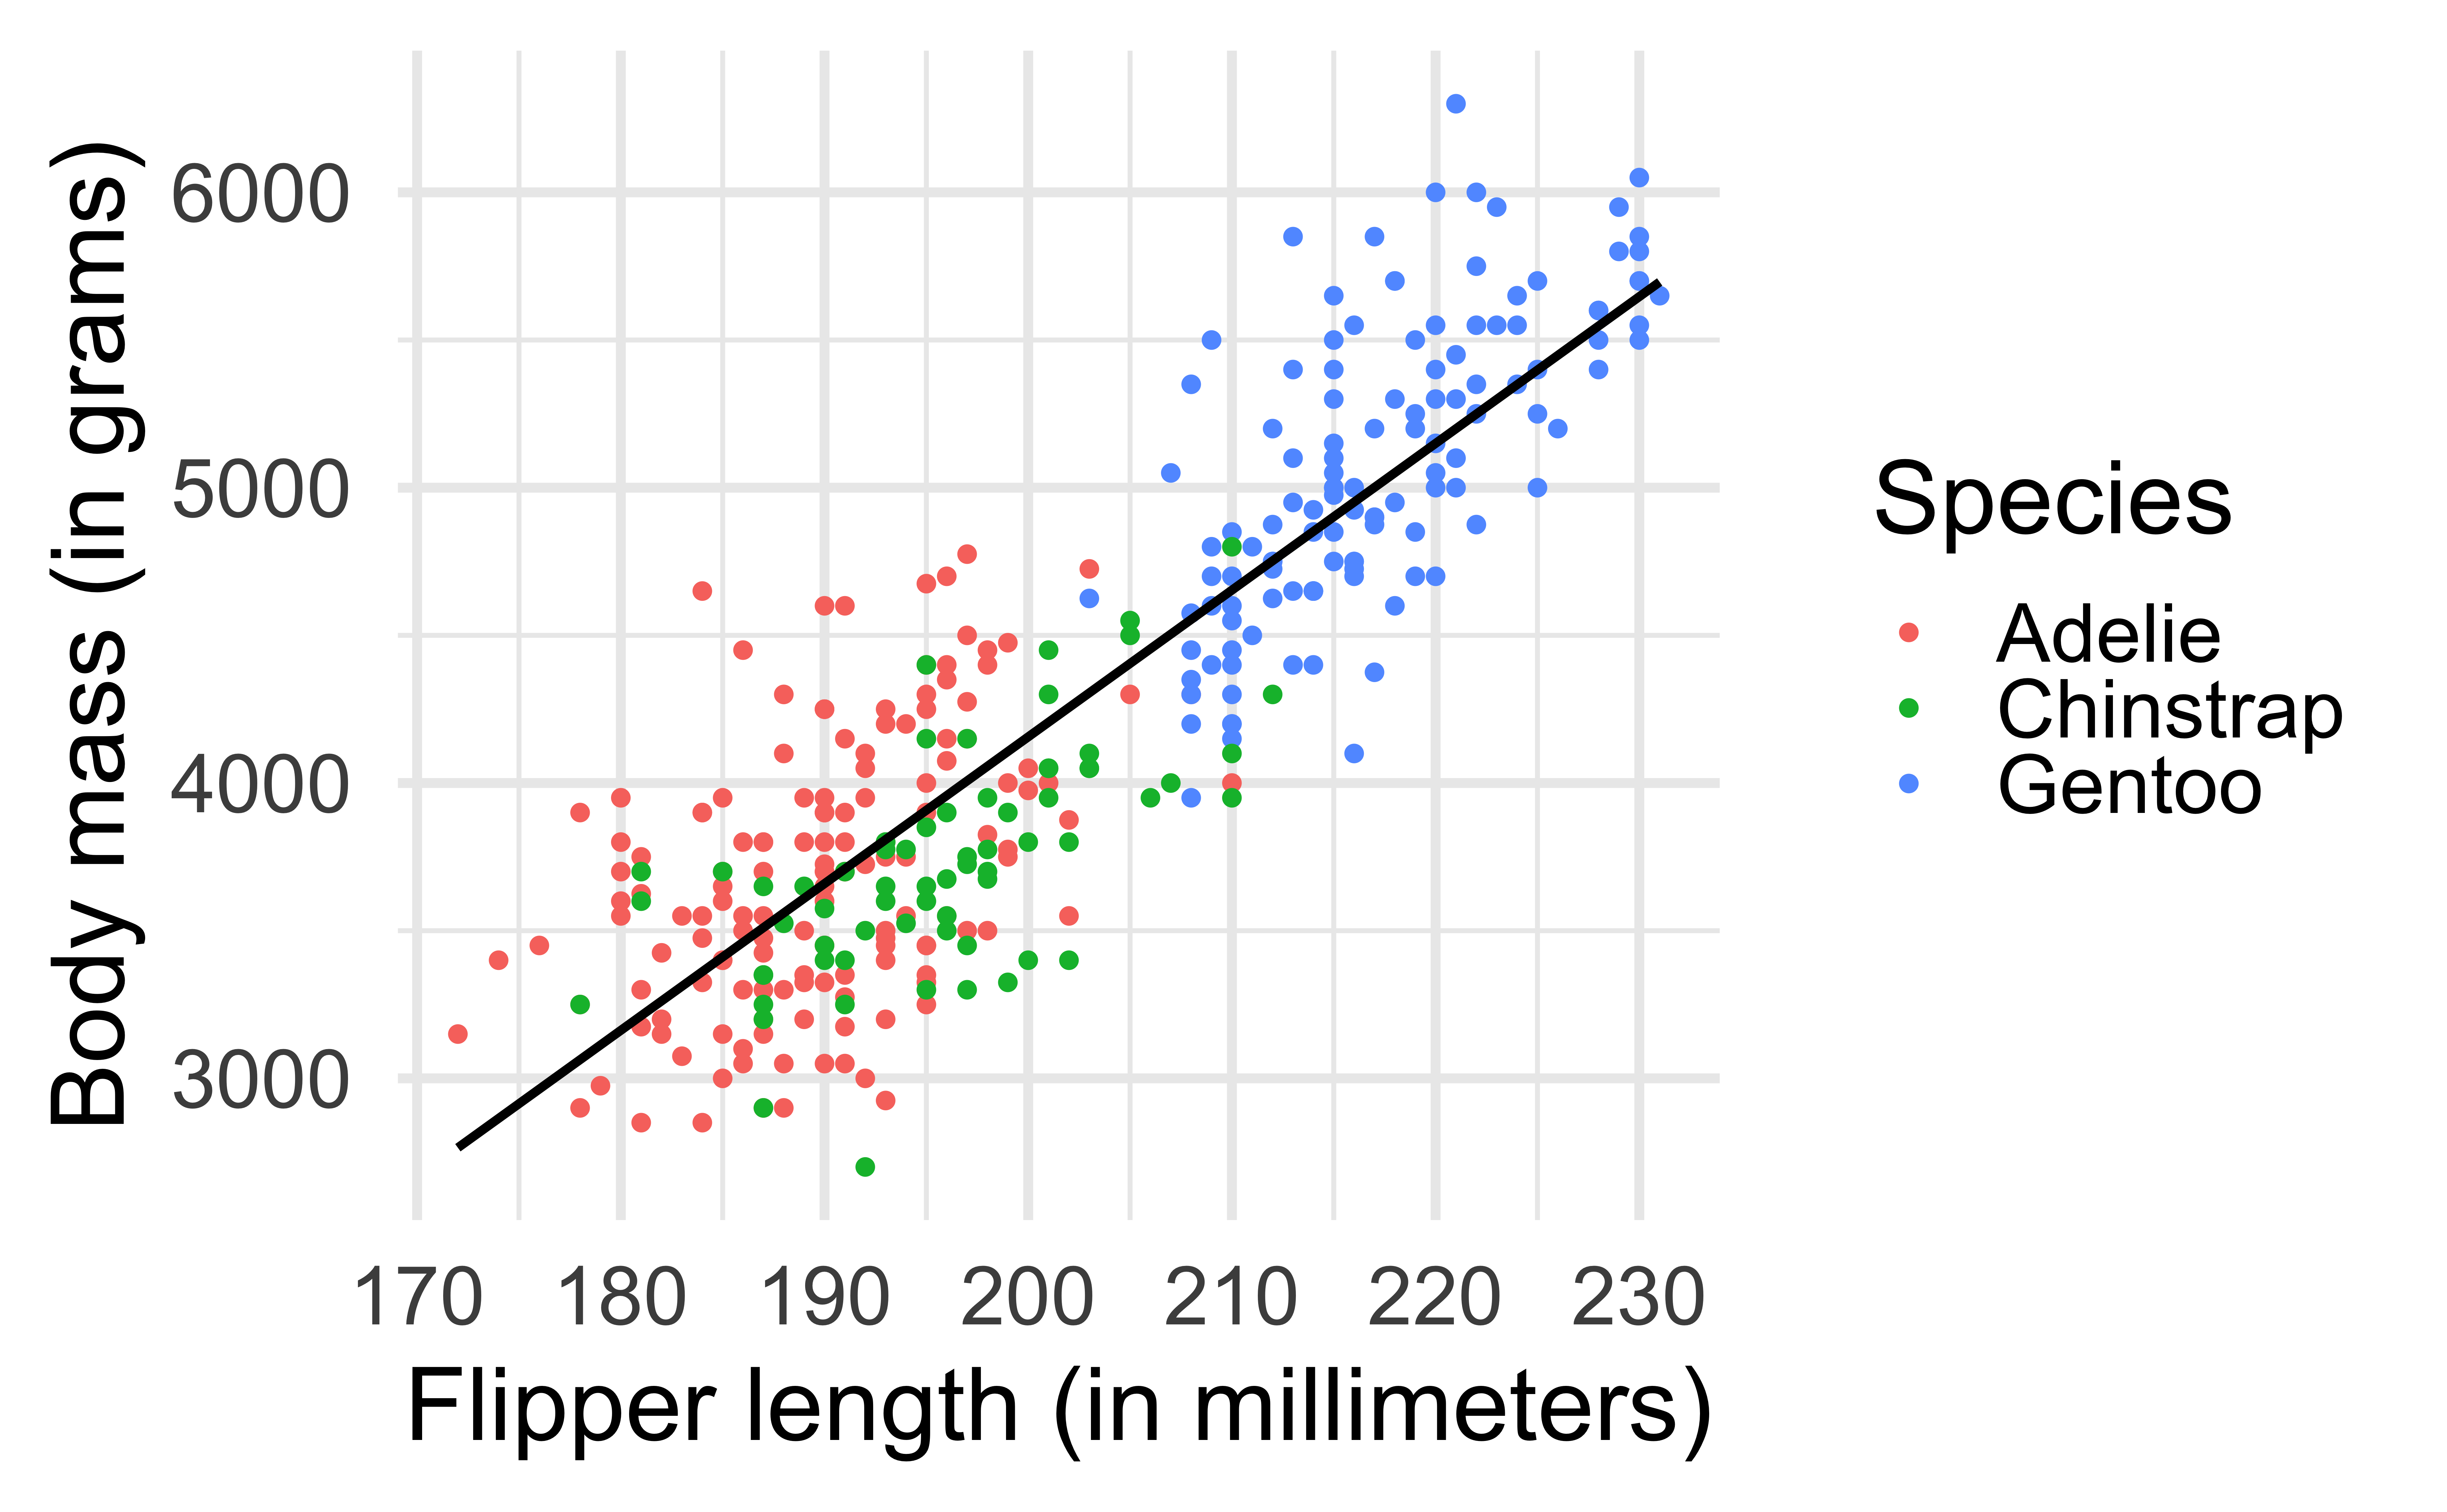 Body mass (in grams)
6000
5000
4000
3000
170 180 190 200 210 220 230
Flipper length (in millimeters)
Species
Adelie
Chinstrap
Gentoo